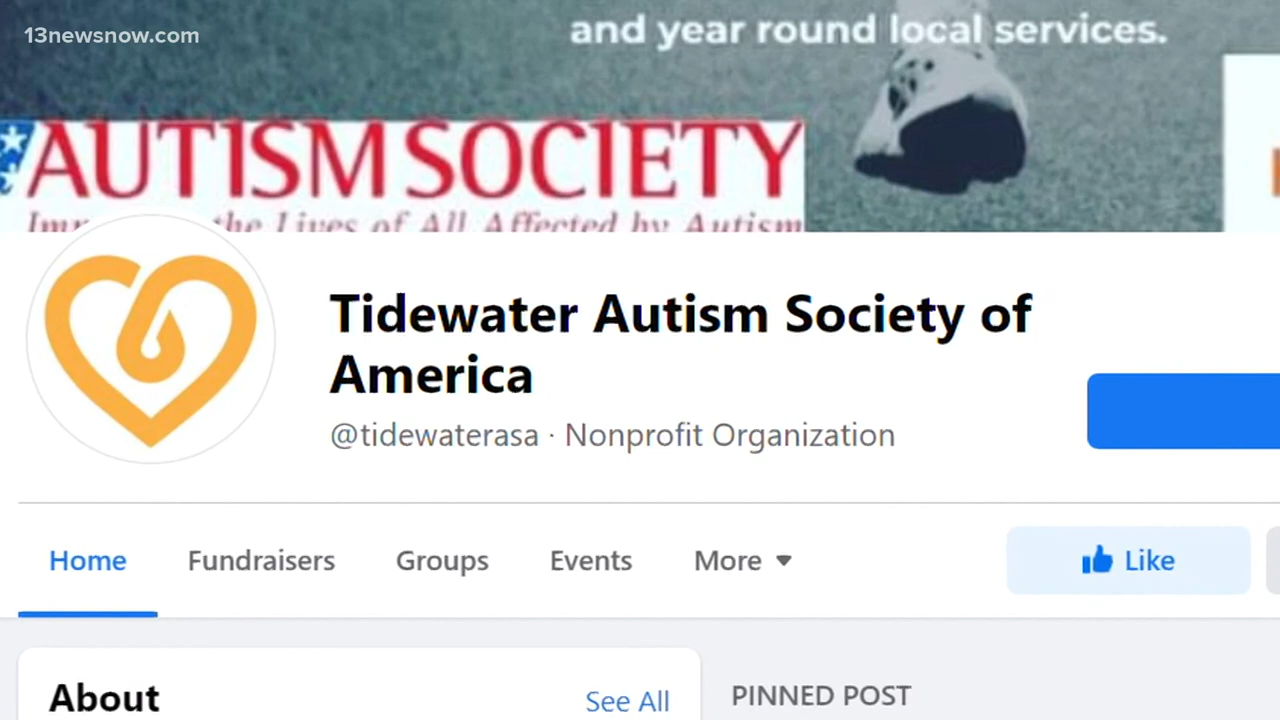 13newsnow.com
and year round local services.
AUTISM SOCIETY
the Lives of All Affected by Autism
Tidewater Autism Society of
America
@tidewaterasa · Nonprofit Organization
Home Fundraisers Groups Events More Like
About See All PINNED POST